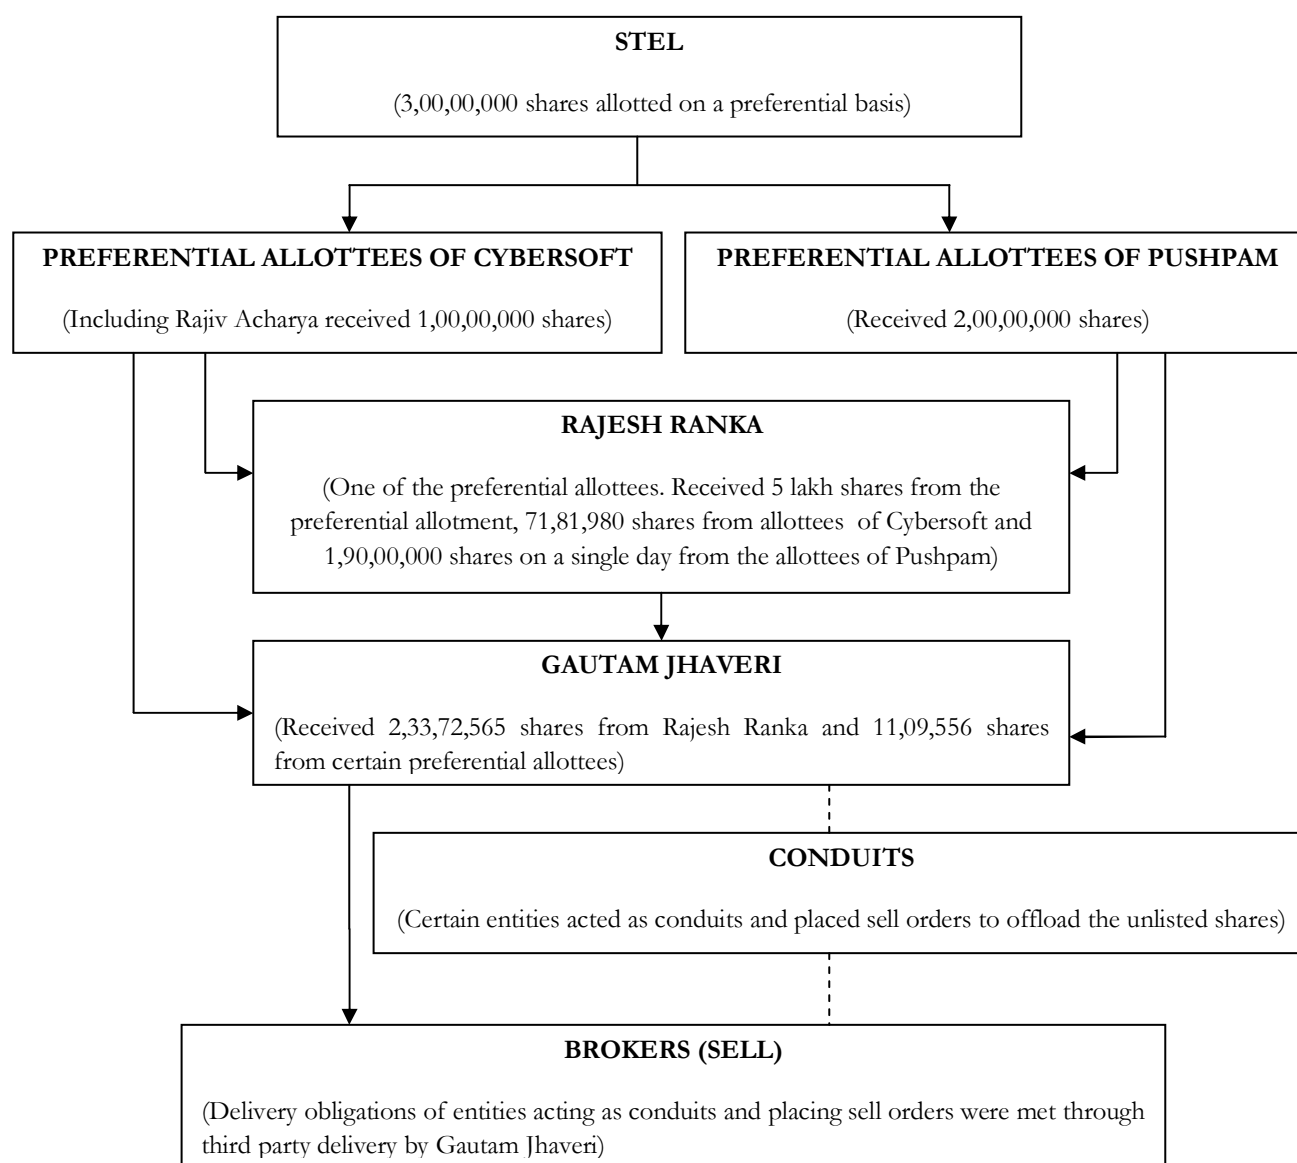 STEL
(3,00,00,000 shares allotted on a preferential basis)
PREFERENTIAL ALLOTTEES OF CYBERSOFT
(Including Rajiv Acharya received 1,00,00,000 shares)
PREFERENTIAL ALLOTTEES OF PUSHPAM
(Received 2,00,00,000 shares)
RAJESH RANKA
(One of the preferential allottees. Received 5 lakh shares from the
preferential allotment, 71,81,980 shares from allottees of Cybersoft and
1,90,00,000 shares on a single day from the allottees of Pushpam)
GAUTAM JHAVERI
(Received 2,33,72,565 shares from Rajesh Ranka and 11,09,556 shares
from certain preferential allottees)
CONDUITS
(Certain entities acted as conduits and placed sell orders to offload the unlisted shares)
BROKERS (SELL)
(Delivery obligations of entities acting as conduits and placing sell orders were met through
third party delivery by Gautam Jhaveri)